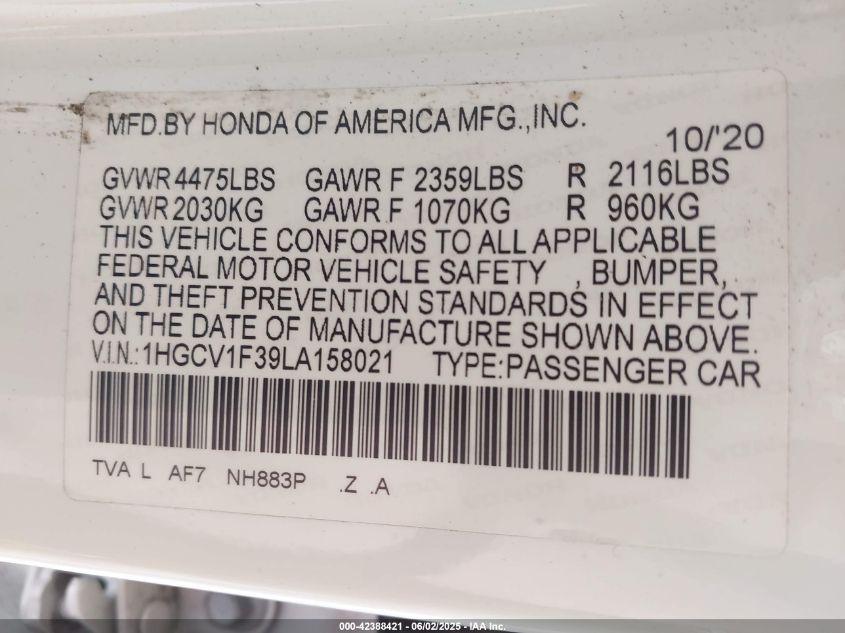 MFD.BY HONDA OF AMERICA MFG.,INC.
10/'20
GVWR 4475LBS GAWR F 2359LBS R 2116LBS
GVWR 2030KG GAWR F 1070KG R 960KG
THIS VEHICLE CONFORMS TO ALL APPLICABLE
FEDERAL MOTOR VEHICLE SAFETY , BUMPER,
AND THEFT PREVENTION STANDARDS IN EFFECT
ON THE DATE OF MANUFACTURE SHOWN ABOVE.
V.I.N.:1HGCV1F39LA158021 TYPE:PASSENGER CAR
TVA L AF7 NH883P .Z .A
000-42388421 - 06/02/2025 - IAA Inc.